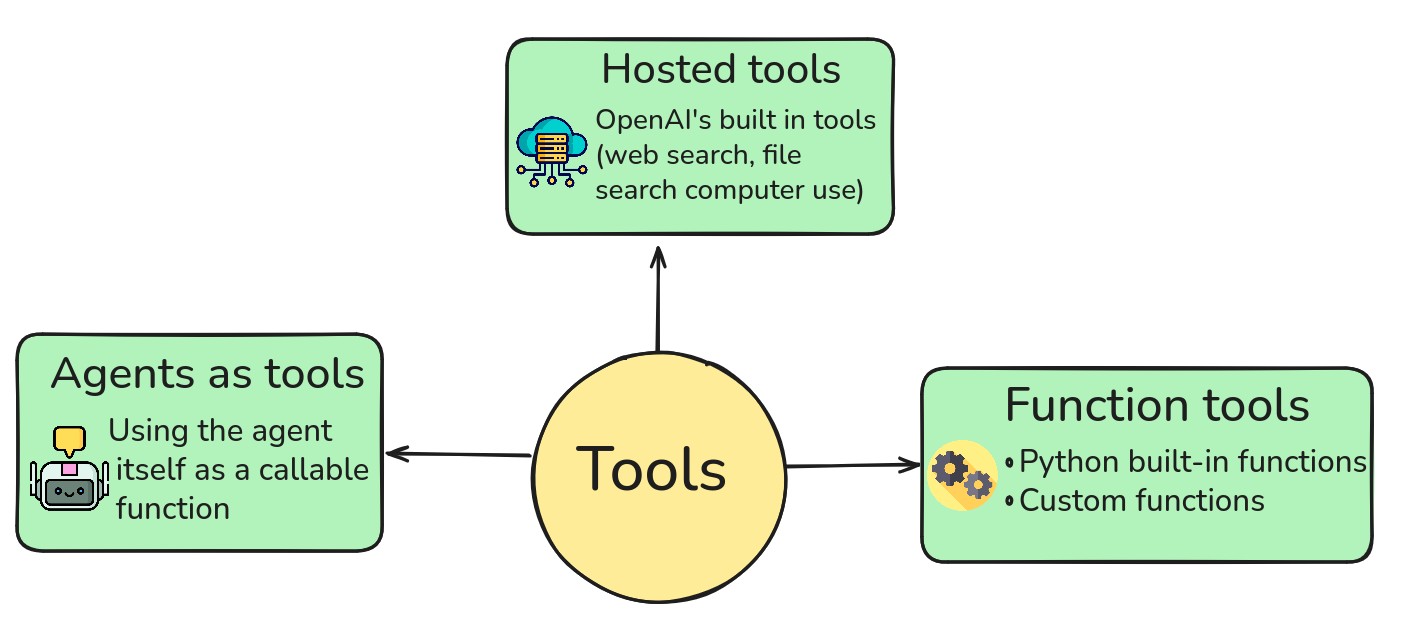 Hosted tools
OpenAI's built in tools
(web search, file
search computer use)
Agents as tools
Using the agent
itself as a callable
function
Tools
Function tools
• Python built-in functions
• Custom functions